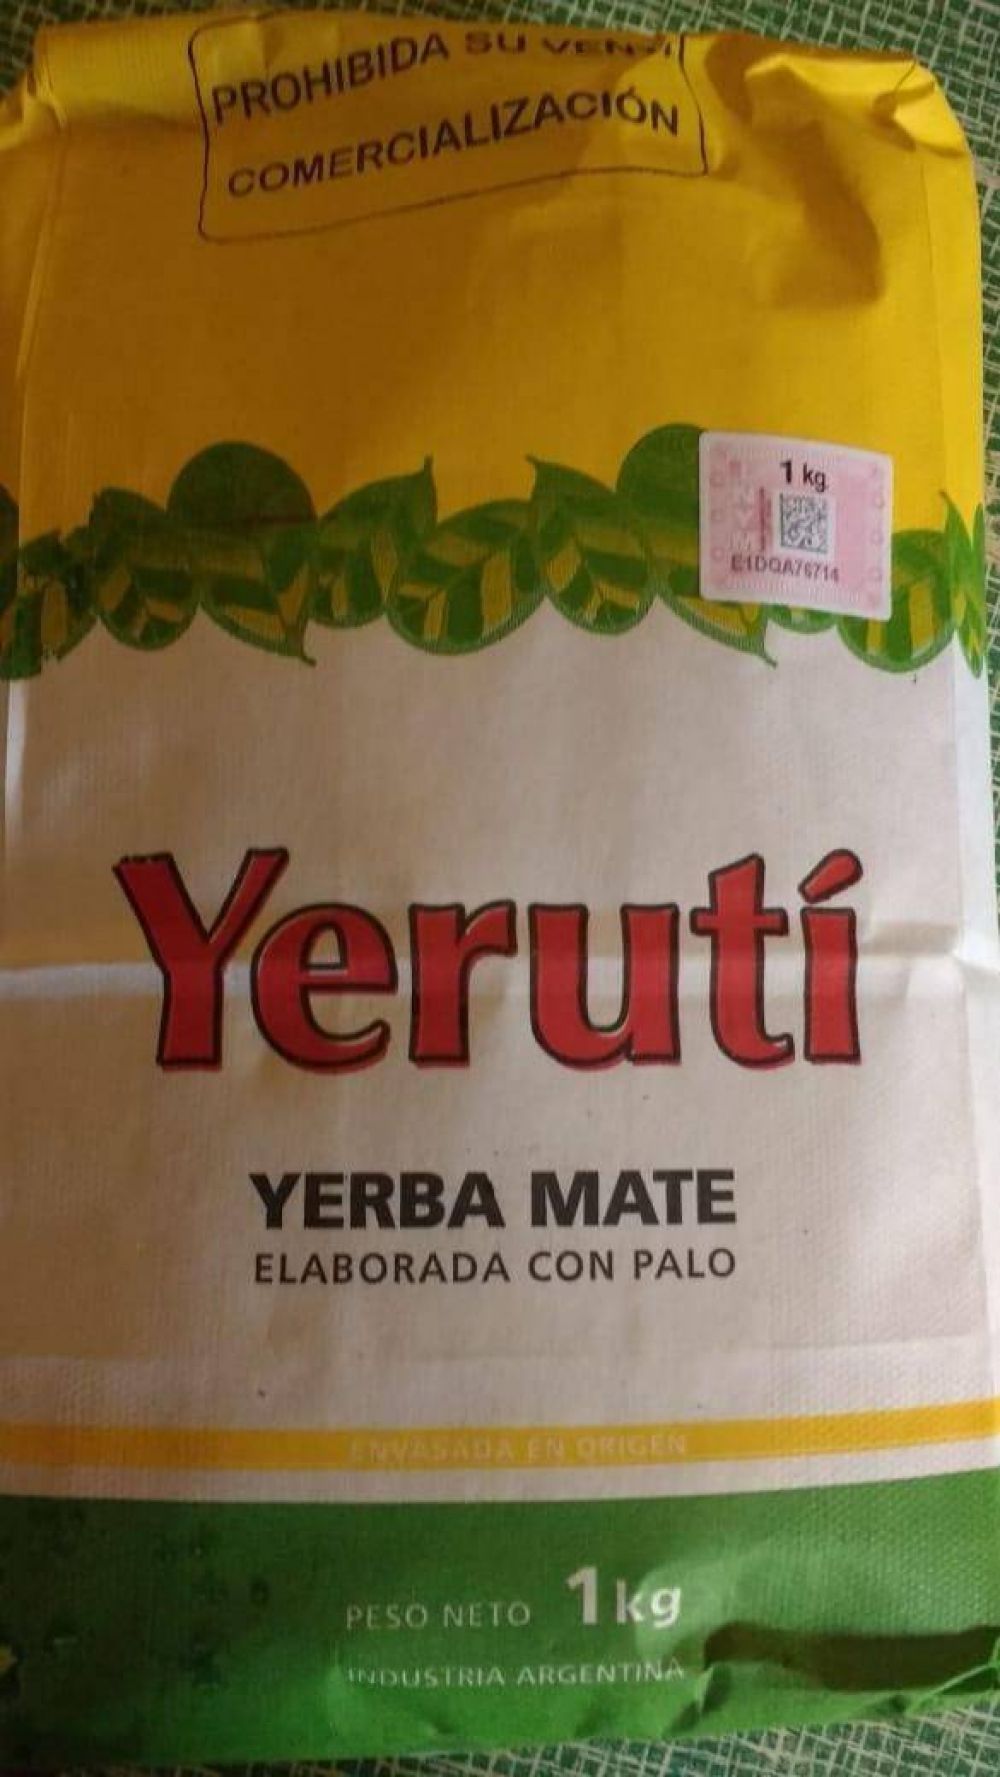 PROHIBIDA SU
COMERCIALIZACIÓN
1 kg
E1DQA76714
Yerutí
YERBA MATE
ELABORADA CON PALO
ENVASADA EN ORIGEN
PESO NETO 1kg
INDUSTRIA ARGENTINA